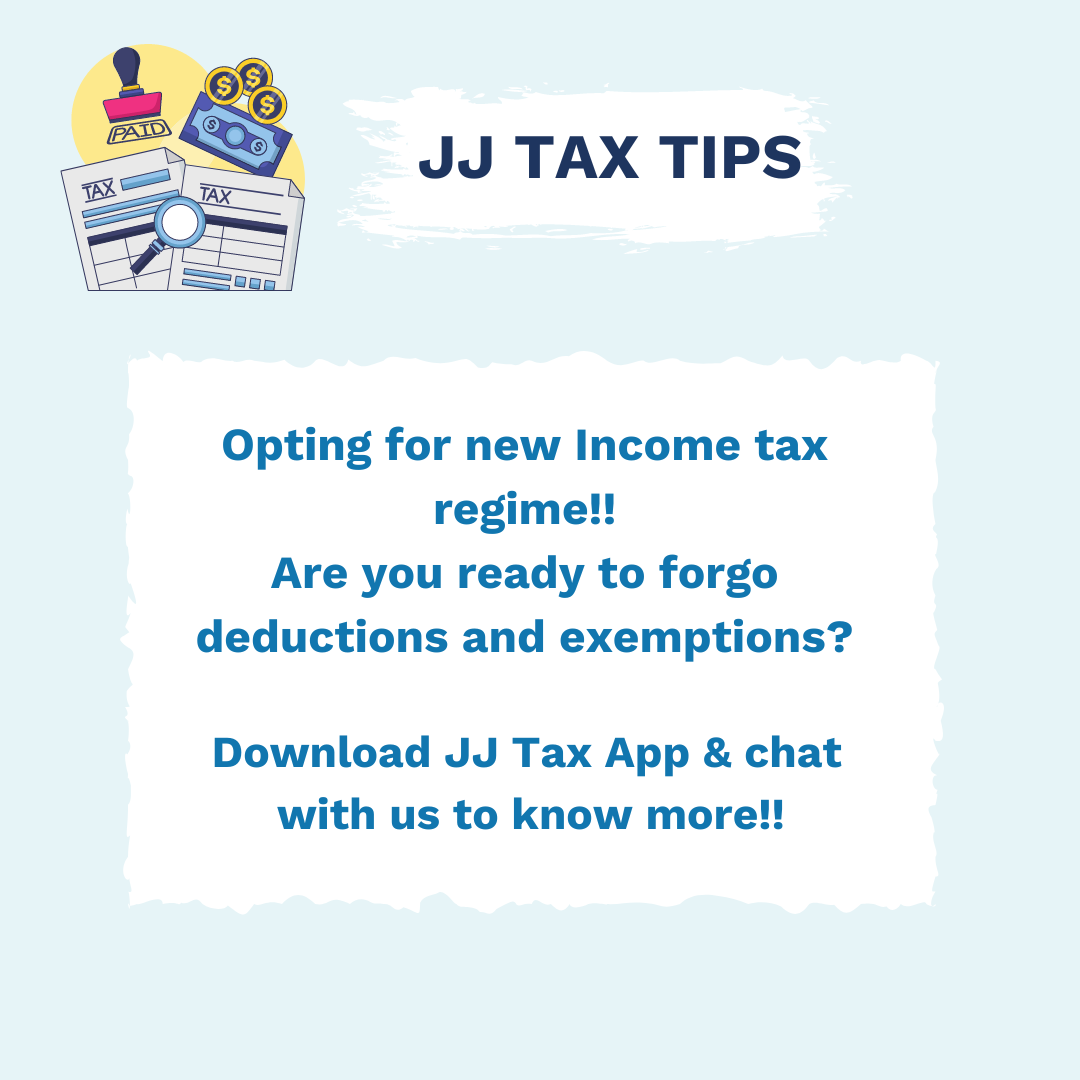 PAID
TAX
TAX
JJ TAX TIPS
Opting for new Income tax
regime!!
Are you ready to forgo
deductions and exemptions?
Download JJ Tax App & chat
with us to know more!!